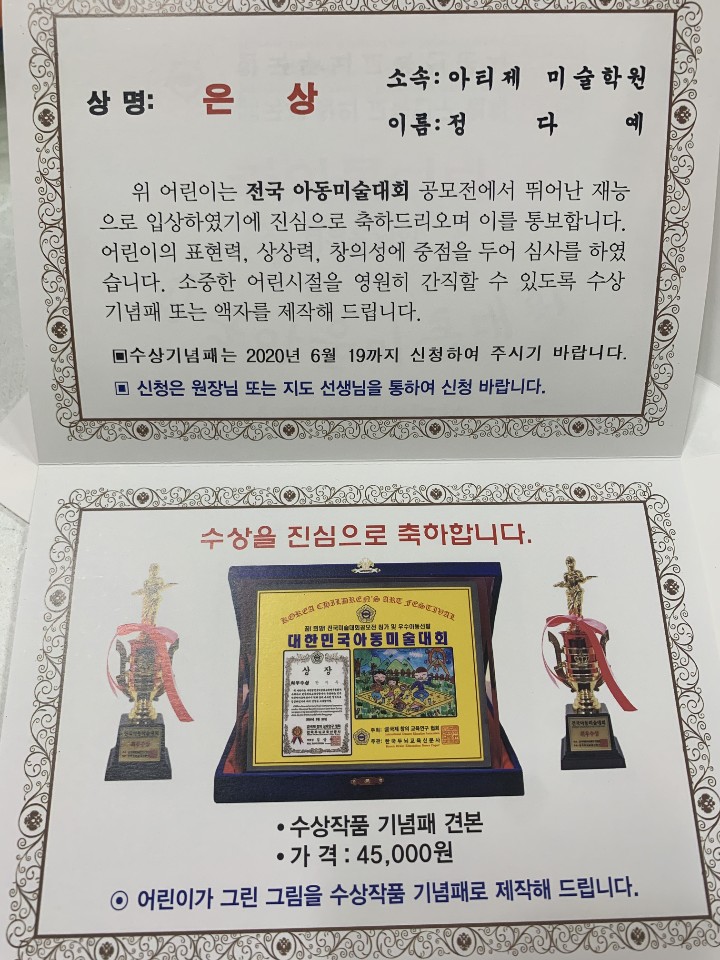 상 명: 은 상
소속: 아티제 미술학원
이름: 정 다 예
위 어린이는 전국 아동미술대회 공모전에서 뛰어난 재능
으로 입상하였기에 진심으로 축하드리오며 이를 통보합니다.
어린이의 표현력, 상상력, 창의성에 중점을 두어 심사를 하였
습니다. 소중한 어린시절을 영원히 간직할 수 있도록 수상
기념패 또는 액자를 제작해 드립니다.
▣수상기념패는 2020년 6월 19까지 신청하여 주시기 바랍니다.
▣ 신청은 원장님 또는 지도 선생님을 통하여 신청 바랍니다.
수상을 진심으로 축하합니다.
KOREA CHILDREN'S ART FESTIVAL
대한민국아동미술대회
상 장
•수상작품 기념패 견본
•가 격 : 45,000원
⊙ 어린이가 그린 그림을 수상작품 기념패로 제작해 드립니다.